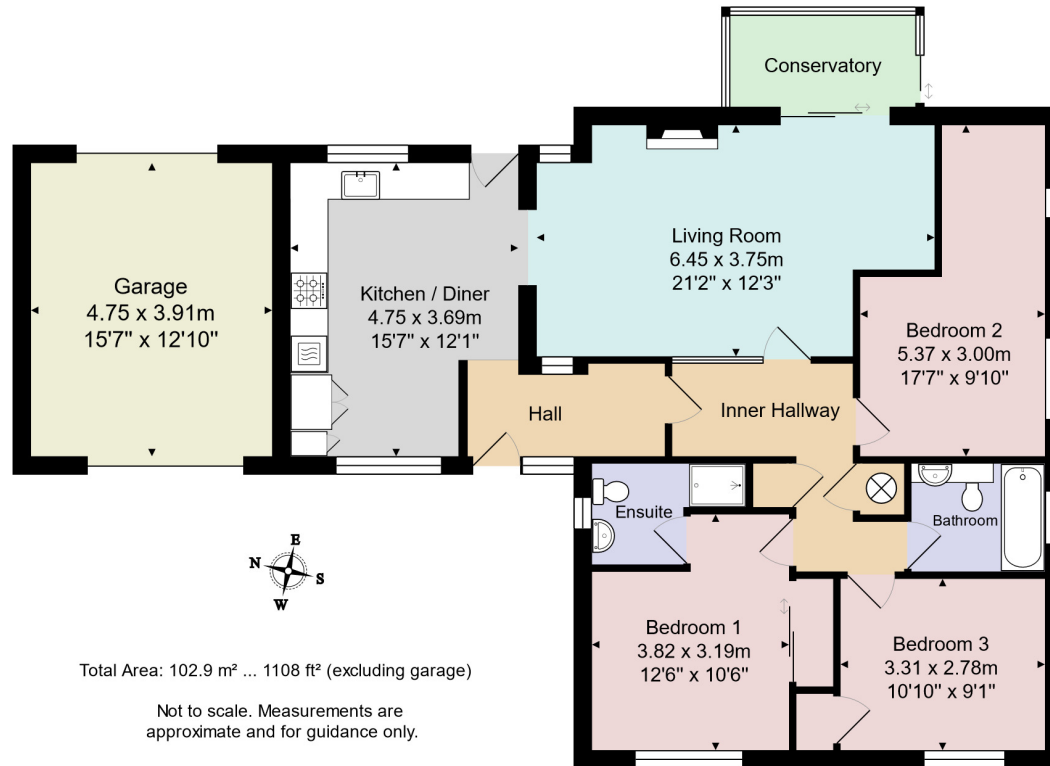 Conservatory
Garage
4.75 x 3.91m
15'7" x 12'10"
Kitchen / Diner
4.75 x 3.69m
15'7" x 12'1"
Living Room
6.45 x 3.75m
21'2" x 12'3"
Bedroom 2
5.37 x 3.00m
17'7" x 9'10"
Hall
Inner Hallway
Ensuite
Bathroom
Bedroom 1
3.82 x 3.19m
12'6" x 10'6"
Bedroom 3
3.31 x 2.78m
10'10" x 9'1"
E
N
S
W
Total Area: 102.9 m² ... 1108 ft² (excluding garage)
Not to scale. Measurements are
approximate and for guidance only.